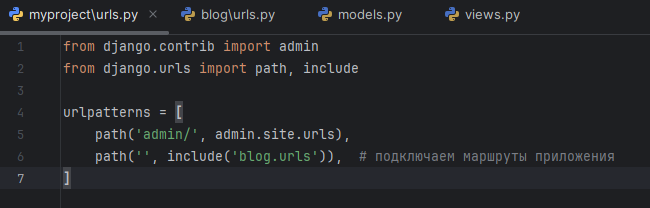 myproject\urls.py × blog\urls.py models.py views.py
1 from django.contrib import admin
2 from django.urls import path, include
3
4 urlpatterns = [
5     path('admin/', admin.site.urls),
6     path('', include('blog.urls')),  # подключаем маршруты приложения
7 ]